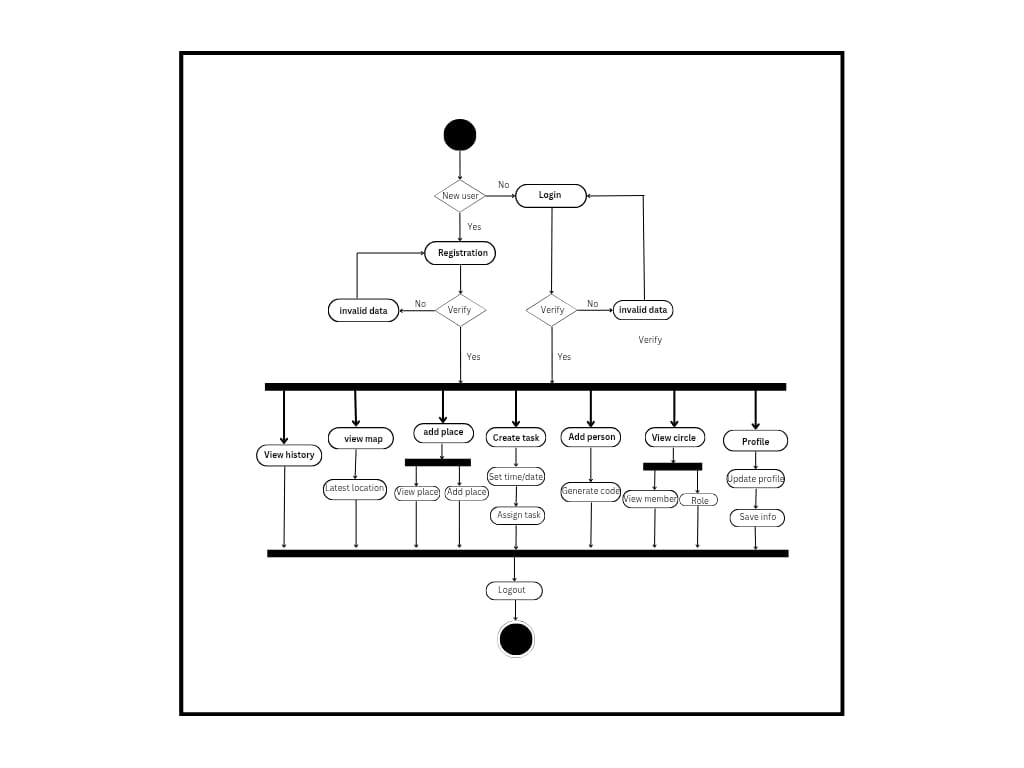 New user
No
Login
Yes
Registration
invalid data
No
Verify
Verify
No
invalid data
Verify
Yes
Yes
View history
view map
add place
Create task
Add person
View circle
Profile
Latest location
View place
Add place
Set time/date
Generate code
View member
Role
Update profile
Assign task
Save info
Logout